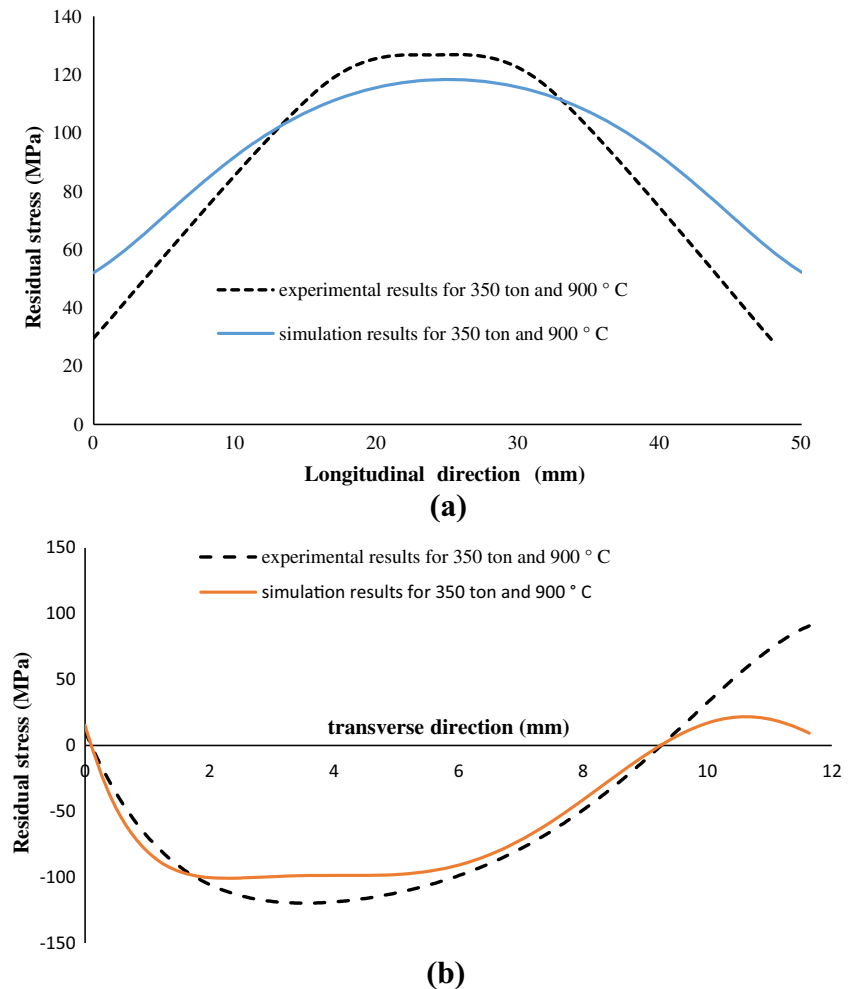 140
120
100
80
60
40
20
0
Residual stress (MPa)
experimental results for 350 ton and 900 ° C
simulation results for 350 ton and 900 ° C
0 10 20 30 40 50
Longitudinal direction (mm)
(a)
150
100
50
0
-50
-100
-150
Residual stress (MPa)
experimental results for 350 ton and 900 ° C
simulation results for 350 ton and 900 ° C
transverse direction (mm)
0 2 4 6 8 10 12
(b)